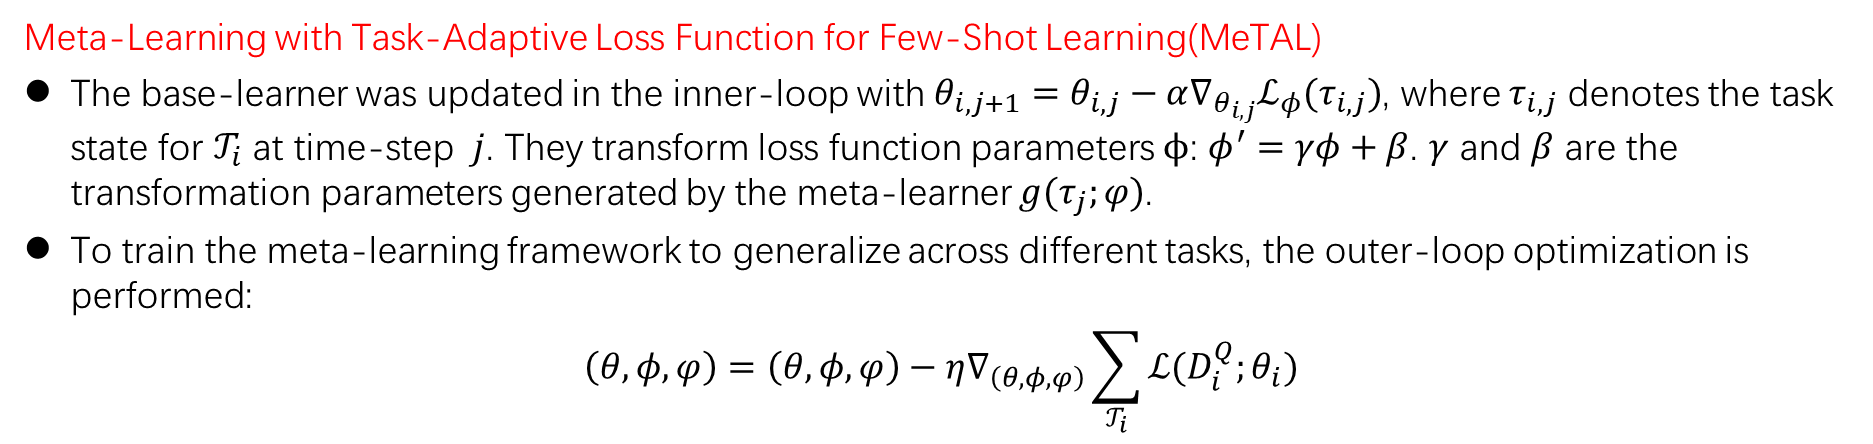 Meta-Learning with Task-Adaptive Loss Function for Few-Shot Learning(MeTAL)
● The base-learner was updated in the inner-loop with θ_{i,j+1} = θ_{i,j} − α∇_{θ_{i,j}}ℒ_ϕ(τ_{i,j}), where τ_{i,j} denotes the task
state for 𝒯_i at time-step j. They transform loss function parameters ϕ: ϕ′ = γϕ + β. γ and β are the
transformation parameters generated by the meta-learner g(τ_j; φ).
● To train the meta-learning framework to generalize across different tasks, the outer-loop optimization is
performed:
(θ, ϕ, φ) = (θ, ϕ, φ) − η∇_{(θ,ϕ,φ)} ∑_{𝒯_i} ℒ(D_i^Q; θ_i)